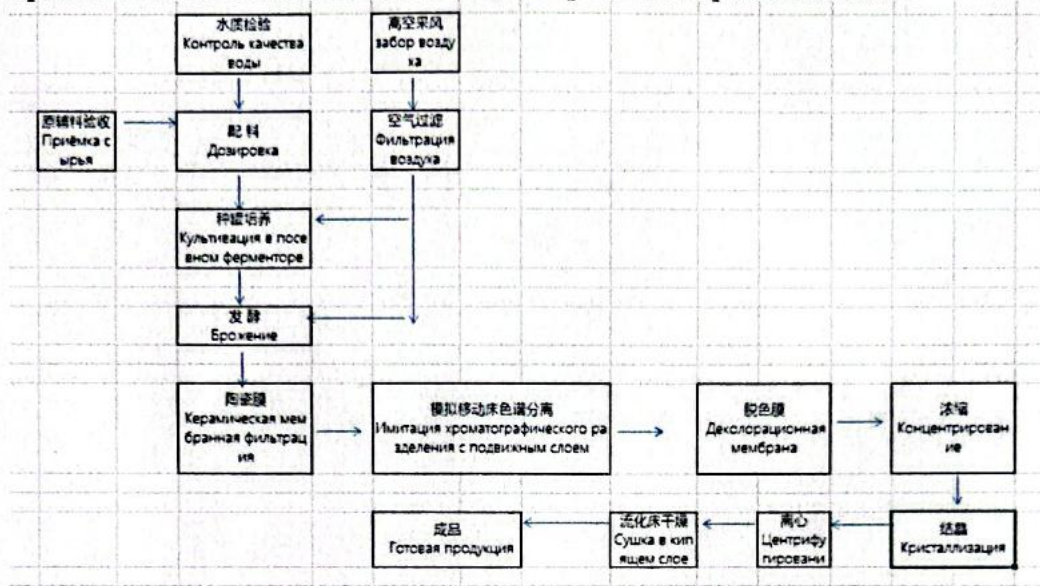 水质检验
Контроль качества
воды
高空采风
забор возду
ха
原辅料验收
Приёмка с
ырья
配 料
Дозировка
空气过滤
Фильтрация
воздуха
种罐培养
Культивация в посе
вном ферменторе
发 酵
Брожение
陶瓷膜
Керамическая мем
бранная фильтрац
ия
模拟移动床色谱分离
Имитация хроматографического ра
зделения с подвижным слоем
脱色膜
Деколорационная
мембрана
浓缩
Концентрирован
ие
成品
Готовая продукция
流化床干燥
Сушка в кип
ящем слое
离心
Центрифу
гировани
结晶
Кристаллизация